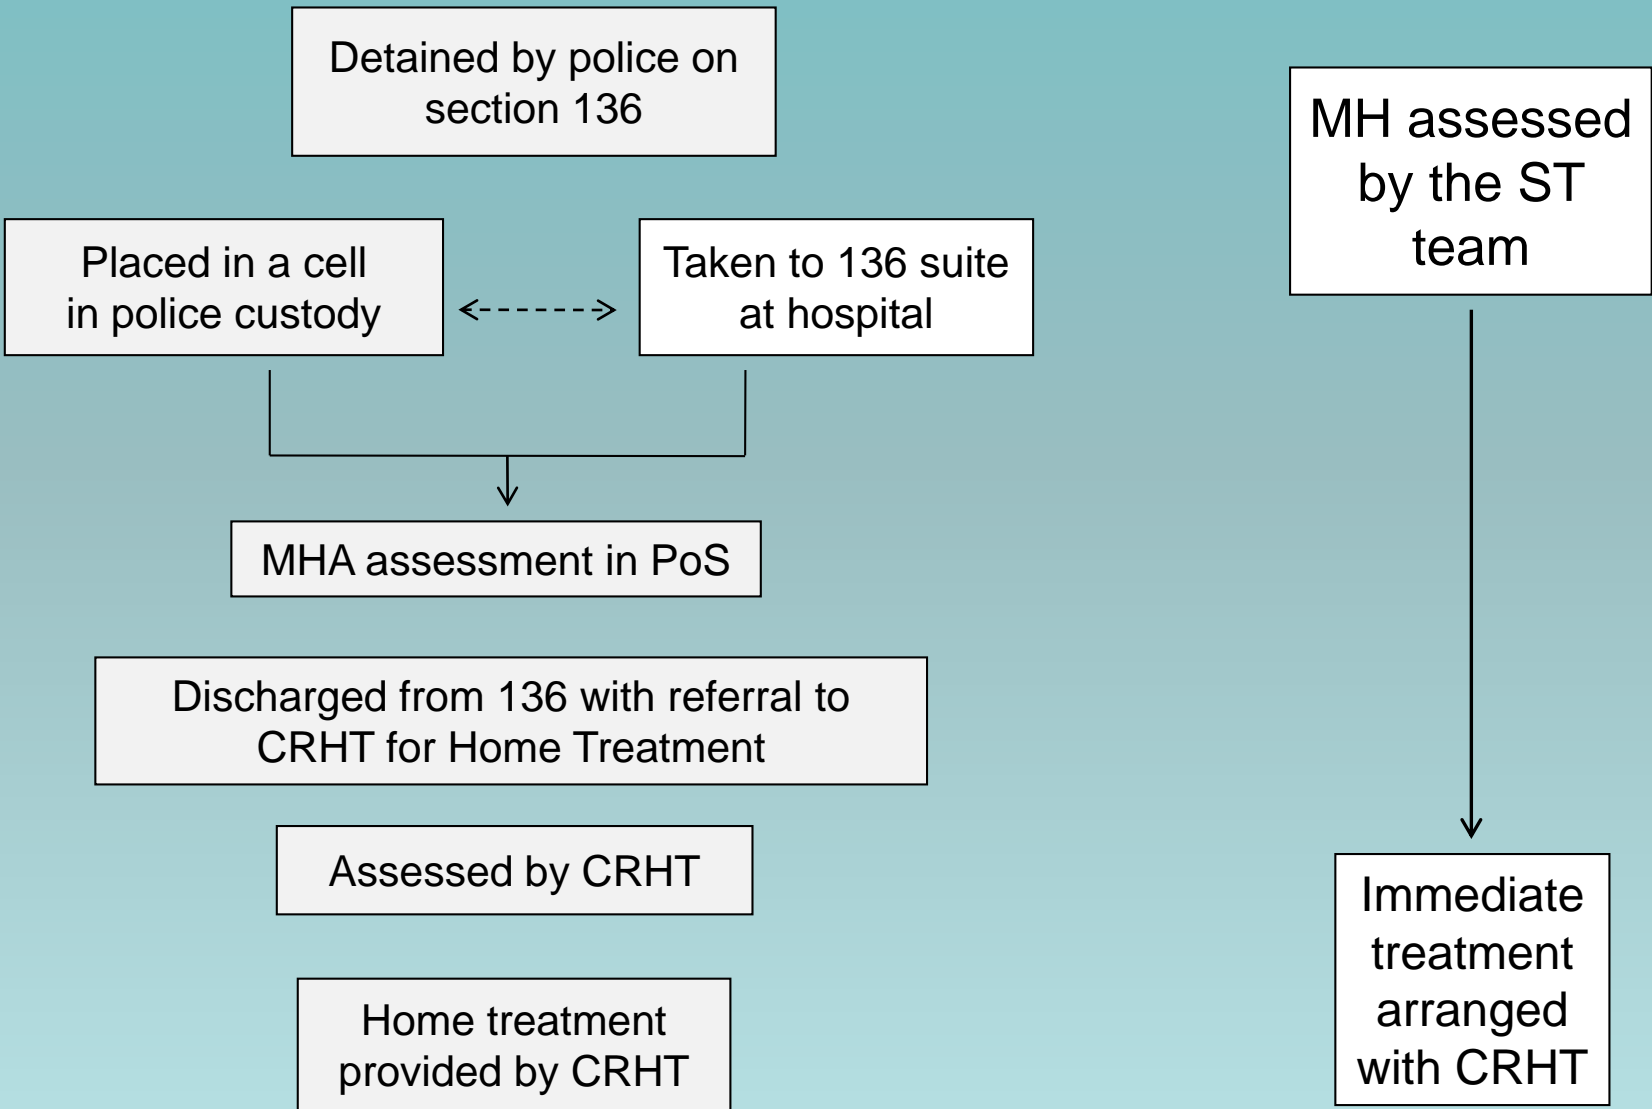 Detained by police on
section 136
Placed in a cell
in police custody
Taken to 136 suite
at hospital
MHA assessment in PoS
Discharged from 136 with referral to
CRHT for Home Treatment
Assessed by CRHT
Home treatment
provided by CRHT
MH assessed
by the ST
team
Immediate
treatment
arranged
with CRHT